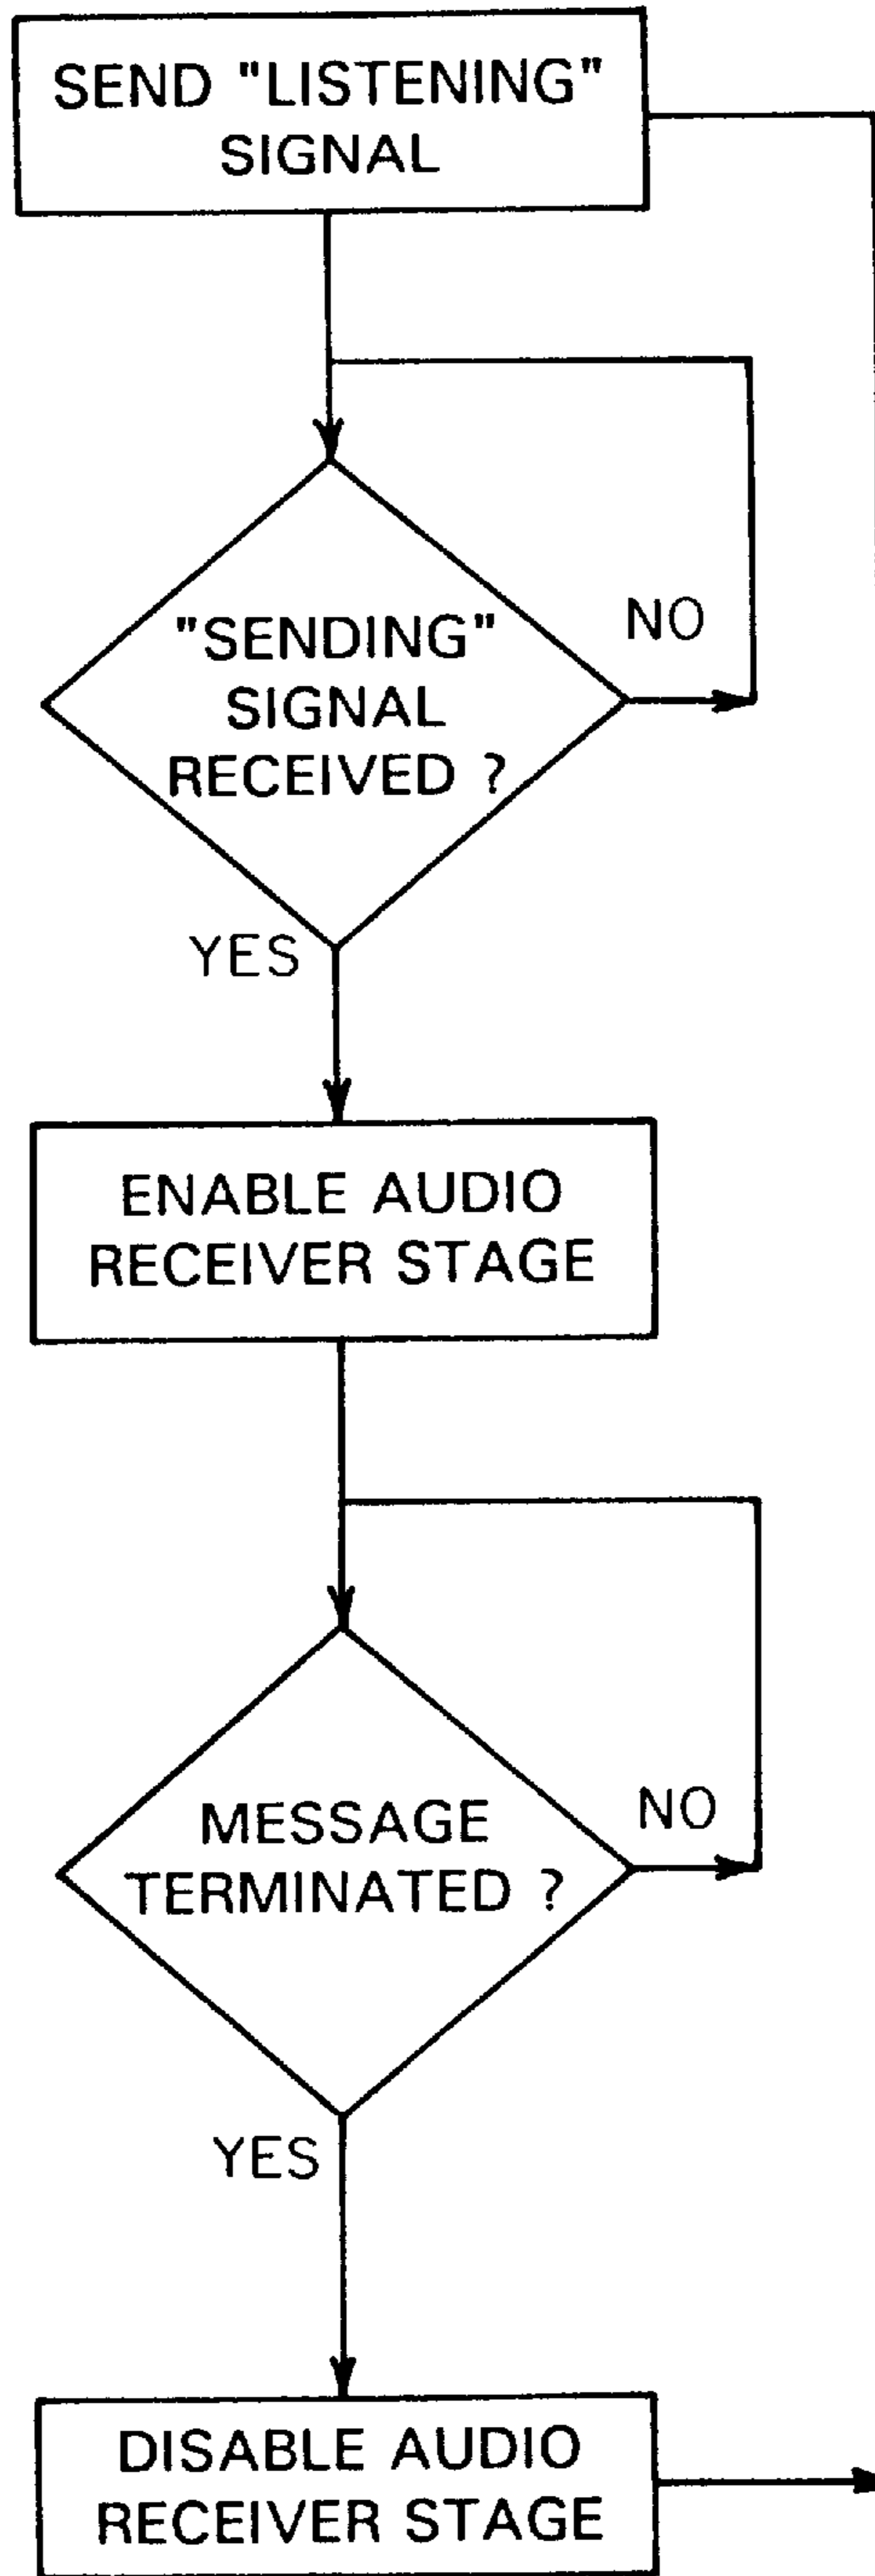 SEND "LISTENING"
SIGNAL
"SENDING"
SIGNAL
RECEIVED ?
NO
YES
ENABLE AUDIO
RECEIVER STAGE
MESSAGE
TERMINATED ?
NO
YES
DISABLE AUDIO
RECEIVER STAGE